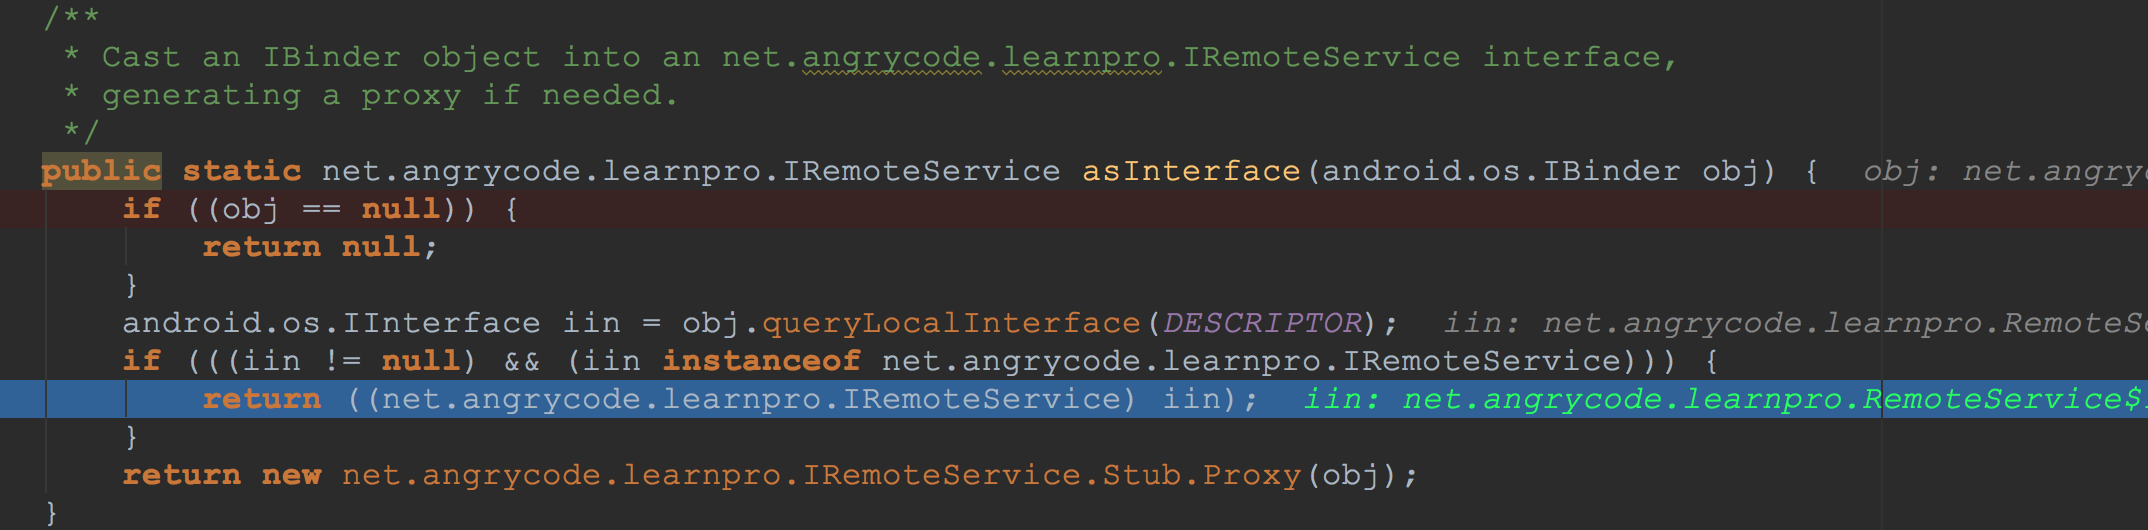 /**
 * Cast an IBinder object into an net.angrycode.learnpro.IRemoteService interface,
 * generating a proxy if needed.
 */
public static net.angrycode.learnpro.IRemoteService asInterface(android.os.IBinder obj) {  obj: net.angryc
    if ((obj == null)) {
        return null;
    }
    android.os.IInterface iin = obj.queryLocalInterface(DESCRIPTOR);  iin: net.angrycode.learnpro.RemoteSe
    if (((iin != null) && (iin instanceof net.angrycode.learnpro.IRemoteService))) {
        return ((net.angrycode.learnpro.IRemoteService) iin);  iin: net.angrycode.learnpro.RemoteService$
    }
    return new net.angrycode.learnpro.IRemoteService.Stub.Proxy(obj);
}